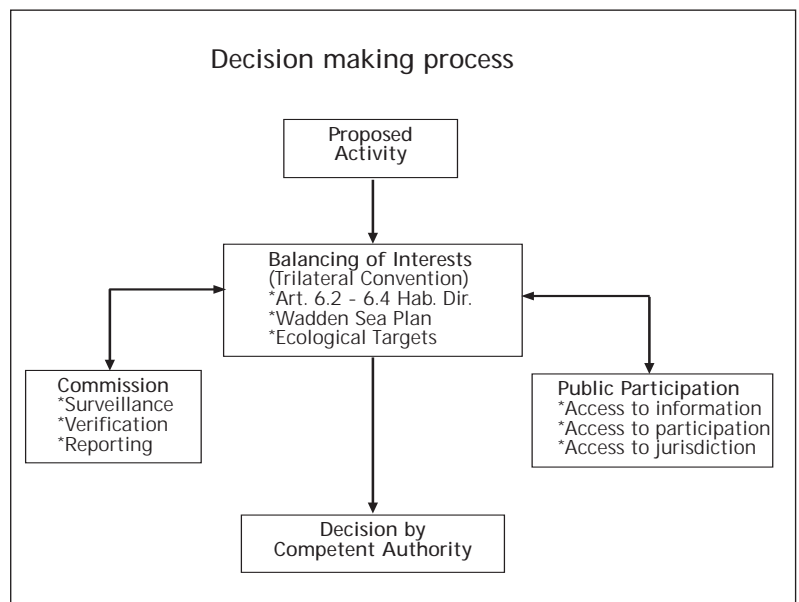 Decision making process
Proposed
Activity
Balancing of Interests
(Trilateral Convention)
*Art. 6.2 - 6.4 Hab. Dir.
*Wadden Sea Plan
*Ecological Targets
Commission
*Surveillance
*Verification
*Reporting
Public Participation
*Access to information
*Access to participation
*Access to jurisdiction
Decision by
Competent Authority